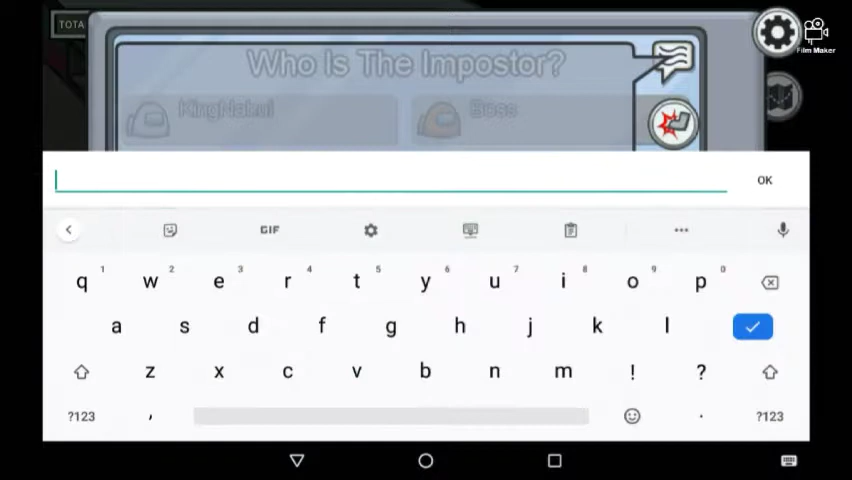 TOTA
Who Is The Impostor?
Film Maker
KingNabul Boss
OK
GIF
q 1 w 2 e 3 r 4 t 5 y 6 u 7 i 8 o 9 p 0
a s d f g h j k l
z x c v b n m ! ?
?123 , . ?123